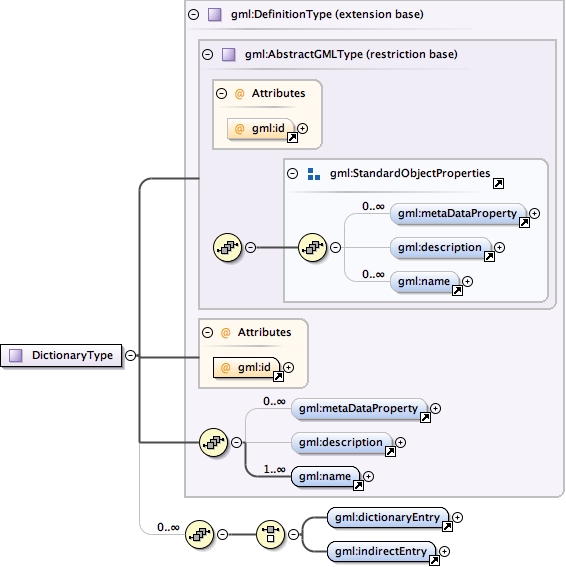 gml:DefinitionType (extension base)
gml:AbstractGMLType (restriction base)
@ Attributes
@ gml:id
gml:StandardObjectProperties
0..∞
gml:metaDataProperty
gml:description
0..∞
gml:name
@ Attributes
DictionaryType
@ gml:id
0..∞
gml:metaDataProperty
gml:description
1..∞
gml:name
0..∞
gml:dictionaryEntry
gml:indirectEntry